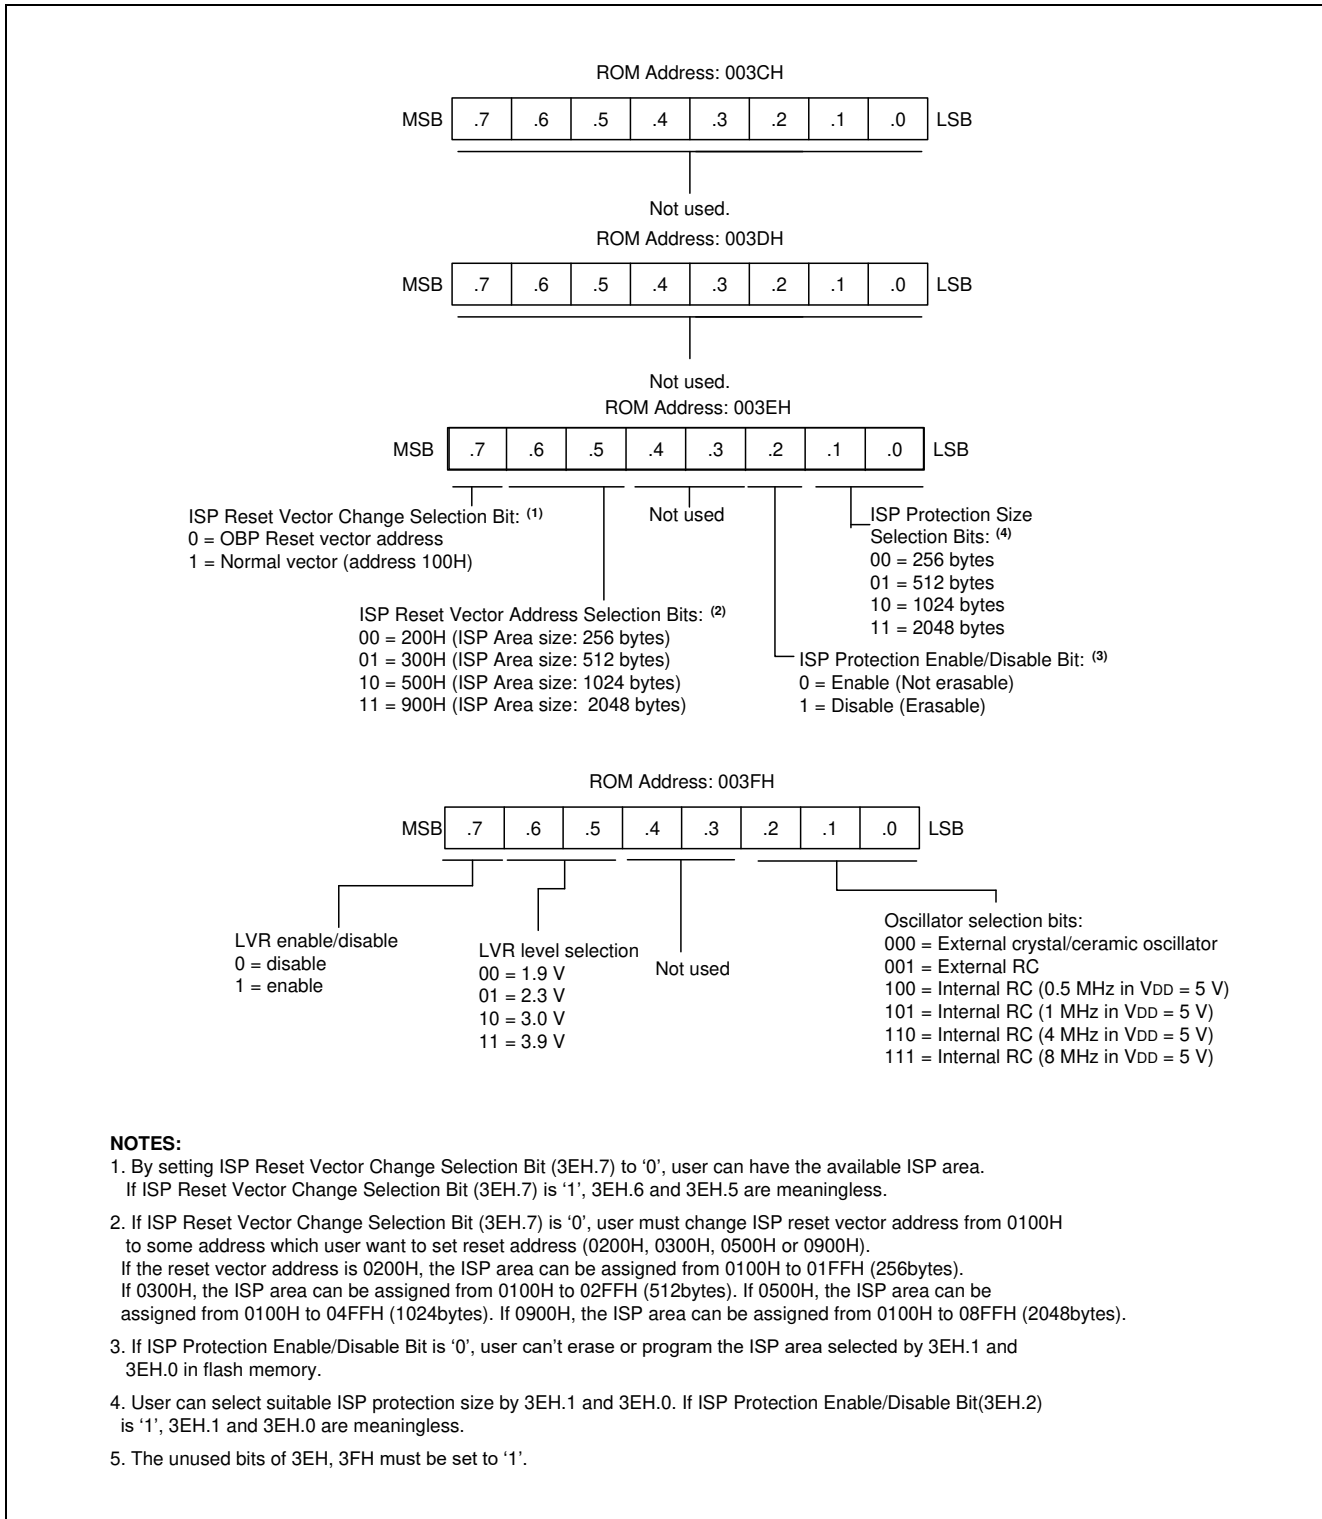 ROM Address: 003CH
MSB .7 .6 .5 .4 .3 .2 .1 .0 LSB
Not used.
ROM Address: 003DH
MSB .7 .6 .5 .4 .3 .2 .1 .0 LSB
Not used.
ROM Address: 003EH
MSB .7 .6 .5 .4 .3 .2 .1 .0 LSB
ISP Reset Vector Change Selection Bit: (1)
0 = OBP Reset vector address
1 = Normal vector (address 100H)
ISP Reset Vector Address Selection Bits: (2)
00 = 200H (ISP Area size: 256 bytes)
01 = 300H (ISP Area size: 512 bytes)
10 = 500H (ISP Area size: 1024 bytes)
11 = 900H (ISP Area size: 2048 bytes)
Not used
ISP Protection Size
Selection Bits: (4)
00 = 256 bytes
01 = 512 bytes
10 = 1024 bytes
11 = 2048 bytes
ISP Protection Enable/Disable Bit: (3)
0 = Enable (Not erasable)
1 = Disable (Erasable)
ROM Address: 003FH
MSB .7 .6 .5 .4 .3 .2 .1 .0 LSB
LVR enable/disable
0 = disable
1 = enable
LVR level selection
00 = 1.9 V
01 = 2.3 V
10 = 3.0 V
11 = 3.9 V
Not used
Oscillator selection bits:
000 = External crystal/ceramic oscillator
001 = External RC
100 = Internal RC (0.5 MHz in VDD = 5 V)
101 = Internal RC (1 MHz in VDD = 5 V)
110 = Internal RC (4 MHz in VDD = 5 V)
111 = Internal RC (8 MHz in VDD = 5 V)
NOTES:
1. By setting ISP Reset Vector Change Selection Bit (3EH.7) to ‘0’, user can have the available ISP area.
If ISP Reset Vector Change Selection Bit (3EH.7) is ‘1’, 3EH.6 and 3EH.5 are meaningless.
2. If ISP Reset Vector Change Selection Bit (3EH.7) is ‘0’, user must change ISP reset vector address from 0100H
to some address which user want to set reset address (0200H, 0300H, 0500H or 0900H).
If the reset vector address is 0200H, the ISP area can be assigned from 0100H to 01FFH (256bytes).
If 0300H, the ISP area can be assigned from 0100H to 02FFH (512bytes). If 0500H, the ISP area can be
assigned from 0100H to 04FFH (1024bytes). If 0900H, the ISP area can be assigned from 0100H to 08FFH (2048bytes).
3. If ISP Protection Enable/Disable Bit is ‘0’, user can’t erase or program the ISP area selected by 3EH.1 and
3EH.0 in flash memory.
4. User can select suitable ISP protection size by 3EH.1 and 3EH.0. If ISP Protection Enable/Disable Bit(3EH.2)
is ‘1’, 3EH.1 and 3EH.0 are meaningless.
5. The unused bits of 3EH, 3FH must be set to ‘1’.